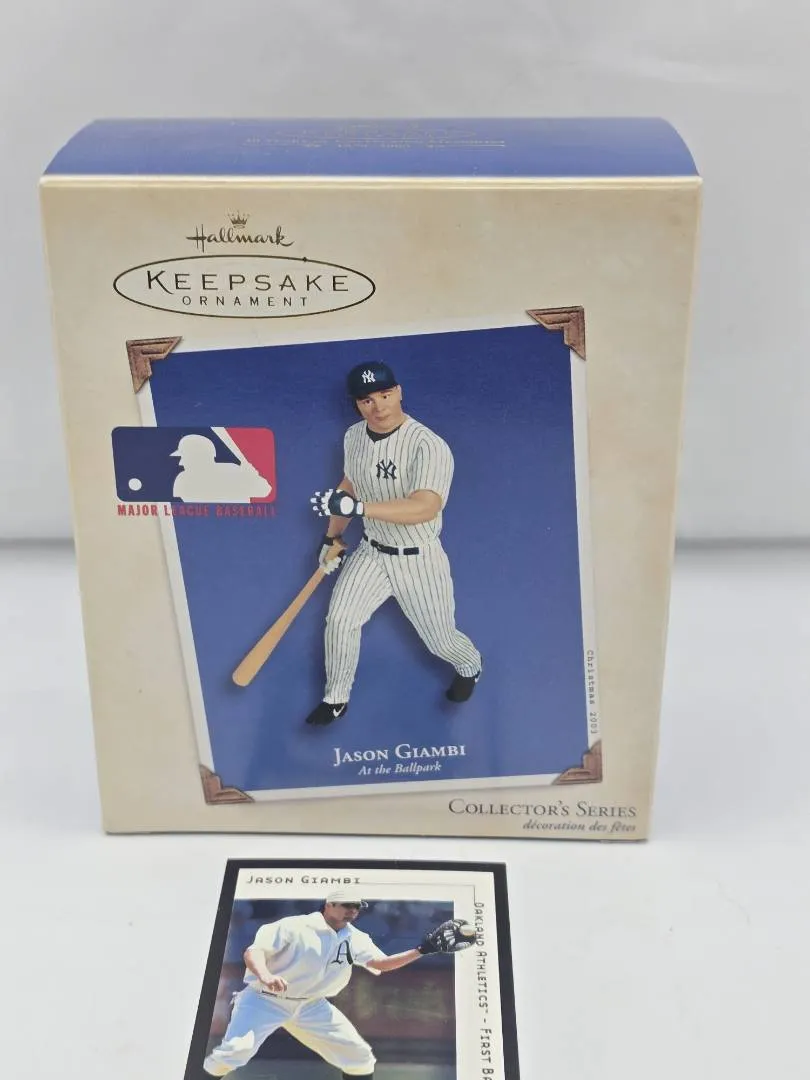 Hallmark
KEEPSAKE
ORNAMENT
MAJOR LEAGUE BASEBALL
NY
NY
Christmas 2003
JASON GIAMBI
At the Ballpark
COLLECTOR'S SERIES
décoration des fêtes
JASON GIAMBI
A
OAKLAND ATHLETICS™ - FIRST BA